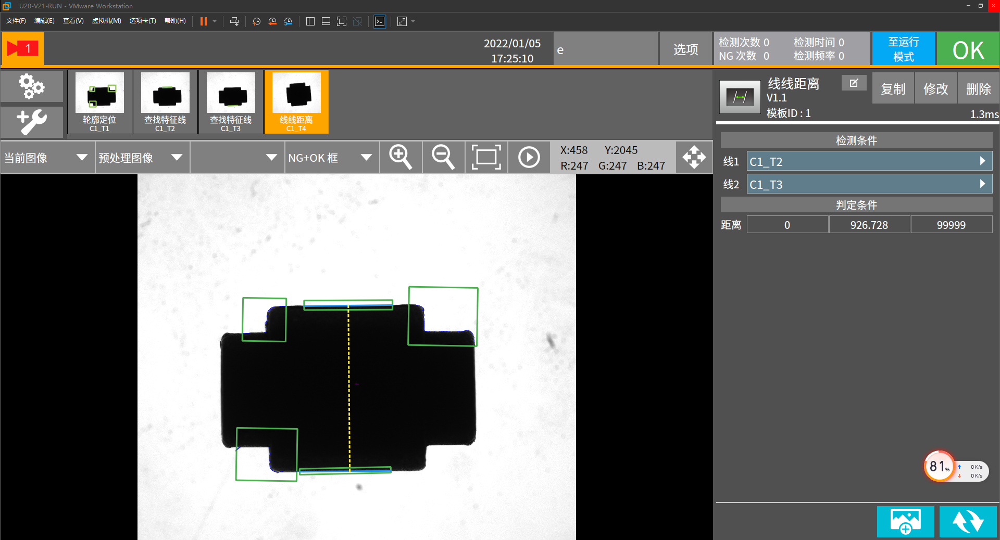 U20-V21-RUN - VMware Workstation
文件(F) 编辑(E) 查看(V) 虚拟机(M) 选项卡(T) 帮助(H)
1
2022/01/05
17:25:10
e
选项
检测次数 0 检测时间 0
NG 次数 0 检测频率 0
至运行
模式
OK
轮廓定位
C1_T1
查找特征线
C1_T2
查找特征线
C1_T3
线线距离
C1_T4
线线距离
V1.1
模板ID : 1
复制 修改 删除
1.3ms
当前图像 预处理图像 NG+OK 框
X:458 Y:2045
R:247 G:247 B:247
检测条件
线1 C1_T2
线2 C1_T3
判定条件
距离 0 926.728 99999
81%
0K/s
0K/s